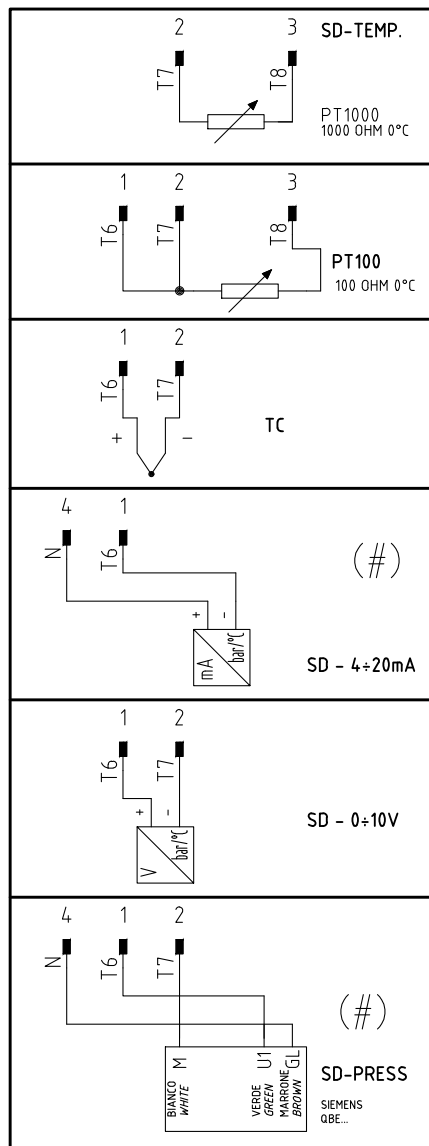 2 3 SD-TEMP.
T7 T8
PT1000
1000 OHM 0°C
1 2 3
T6 T7 T8
PT100
100 OHM 0°C
1 2
T6 T7
+ -
TC
4 1
N T6
(#)
+ -
mA bar/°C
SD - 4÷20mA
1 2
T6 T7
+ -
V bar/°C
SD - 0÷10V
4 1 2
N T6 T7
(#)
M U1 GL
BIANCO VERDE MARRONE
WHITE GREEN BROWN
SD-PRESS
SIEMENS
QBE...